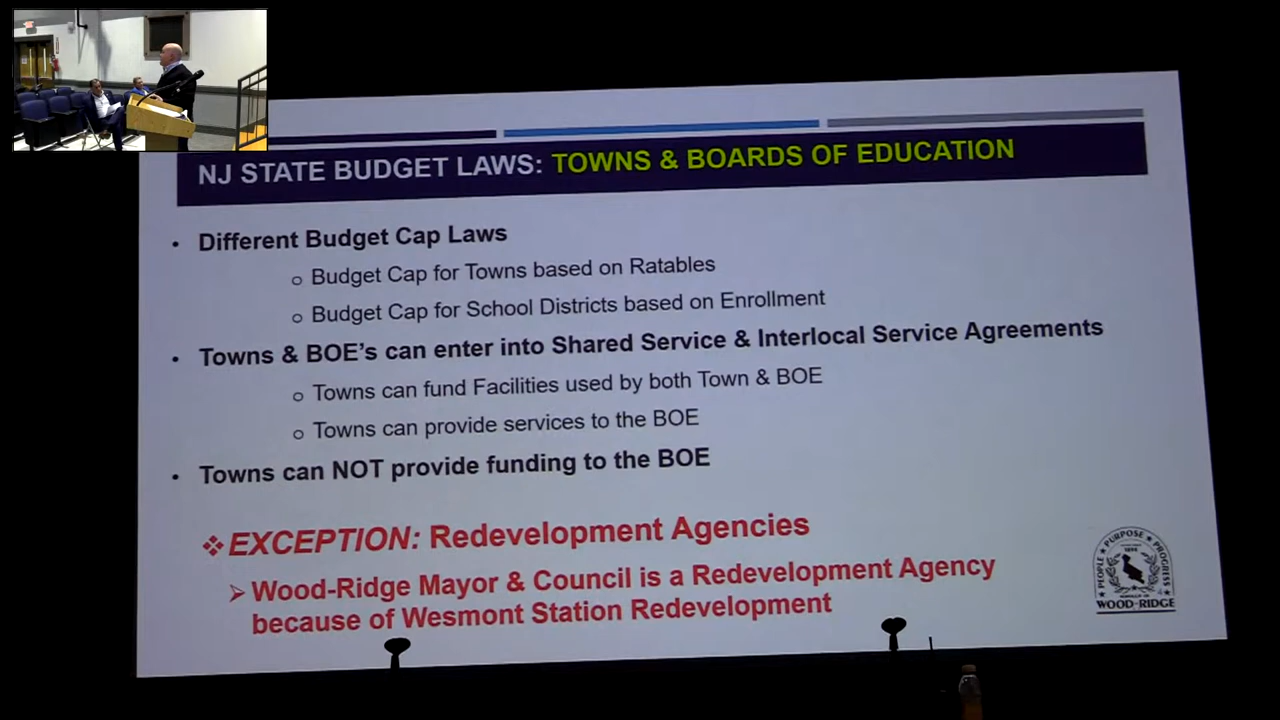 NJ STATE BUDGET LAWS: TOWNS & BOARDS OF EDUCATION
• Different Budget Cap Laws
o Budget Cap for Towns based on Ratables
o Budget Cap for School Districts based on Enrollment
• Towns & BOE's can enter into Shared Service & Interlocal Service Agreements
o Towns can fund Facilities used by both Town & BOE
o Towns can provide services to the BOE
• Towns can NOT provide funding to the BOE
❖ EXCEPTION: Redevelopment Agencies
➢ Wood-Ridge Mayor & Council is a Redevelopment Agency
because of Wesmont Station Redevelopment
PEOPLE ★ PURPOSE ★ PROGRESS
WOOD-RIDGE